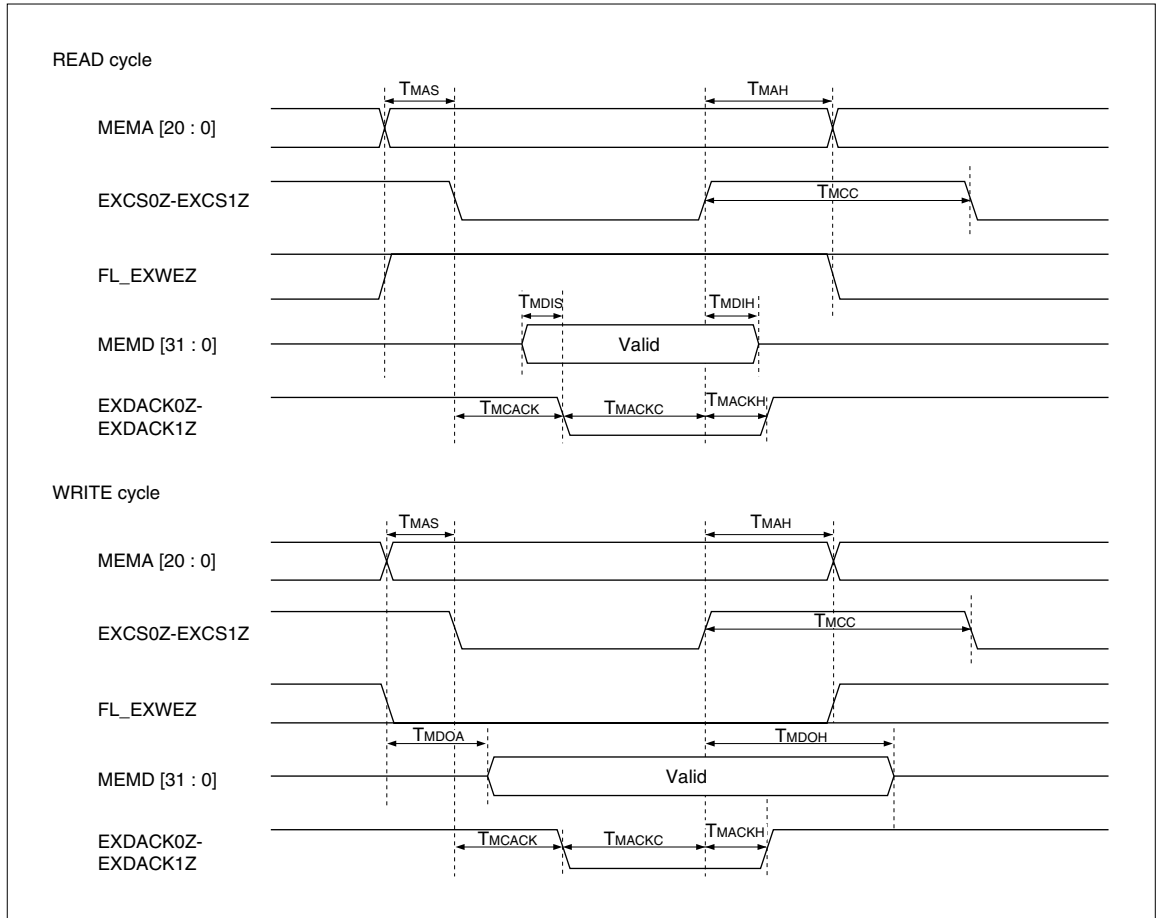 READ cycle
TMAS
TMAH
MEMA [20 : 0]
EXCS0Z-EXCS1Z
TMCC
FL_EXWEZ
TMDIS
TMDIH
MEMD [31 : 0]
Valid
EXDACK0Z-
EXDACK1Z
TMCACK
TMACKC
TMACKH
WRITE cycle
TMAS
TMAH
MEMA [20 : 0]
EXCS0Z-EXCS1Z
TMCC
FL_EXWEZ
TMDOA
TMDOH
MEMD [31 : 0]
Valid
EXDACK0Z-
EXDACK1Z
TMCACK
TMACKC
TMACKH